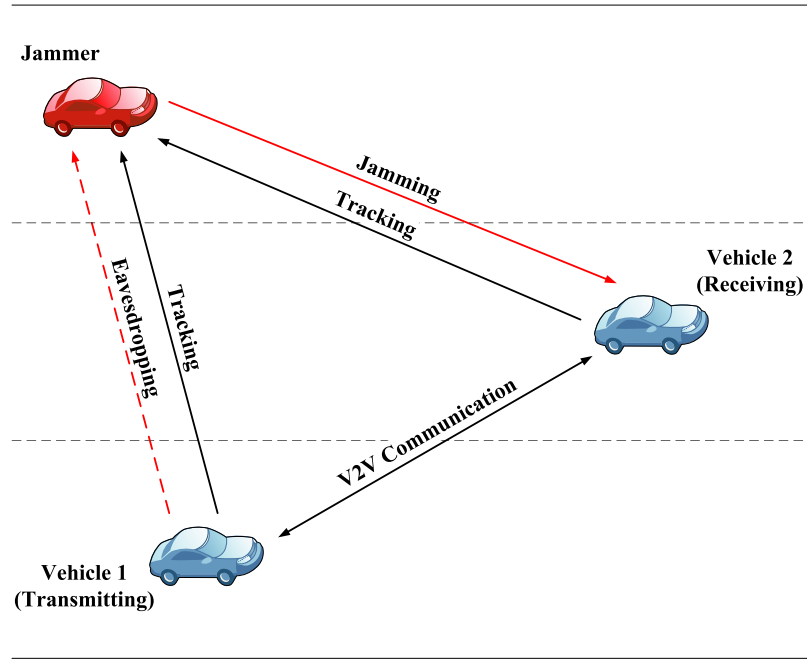 Jammer
Jamming
Tracking
Vehicle 2
(Receiving)
Eavesdropping
Tracking
V2V Communication
Vehicle 1
(Transmitting)